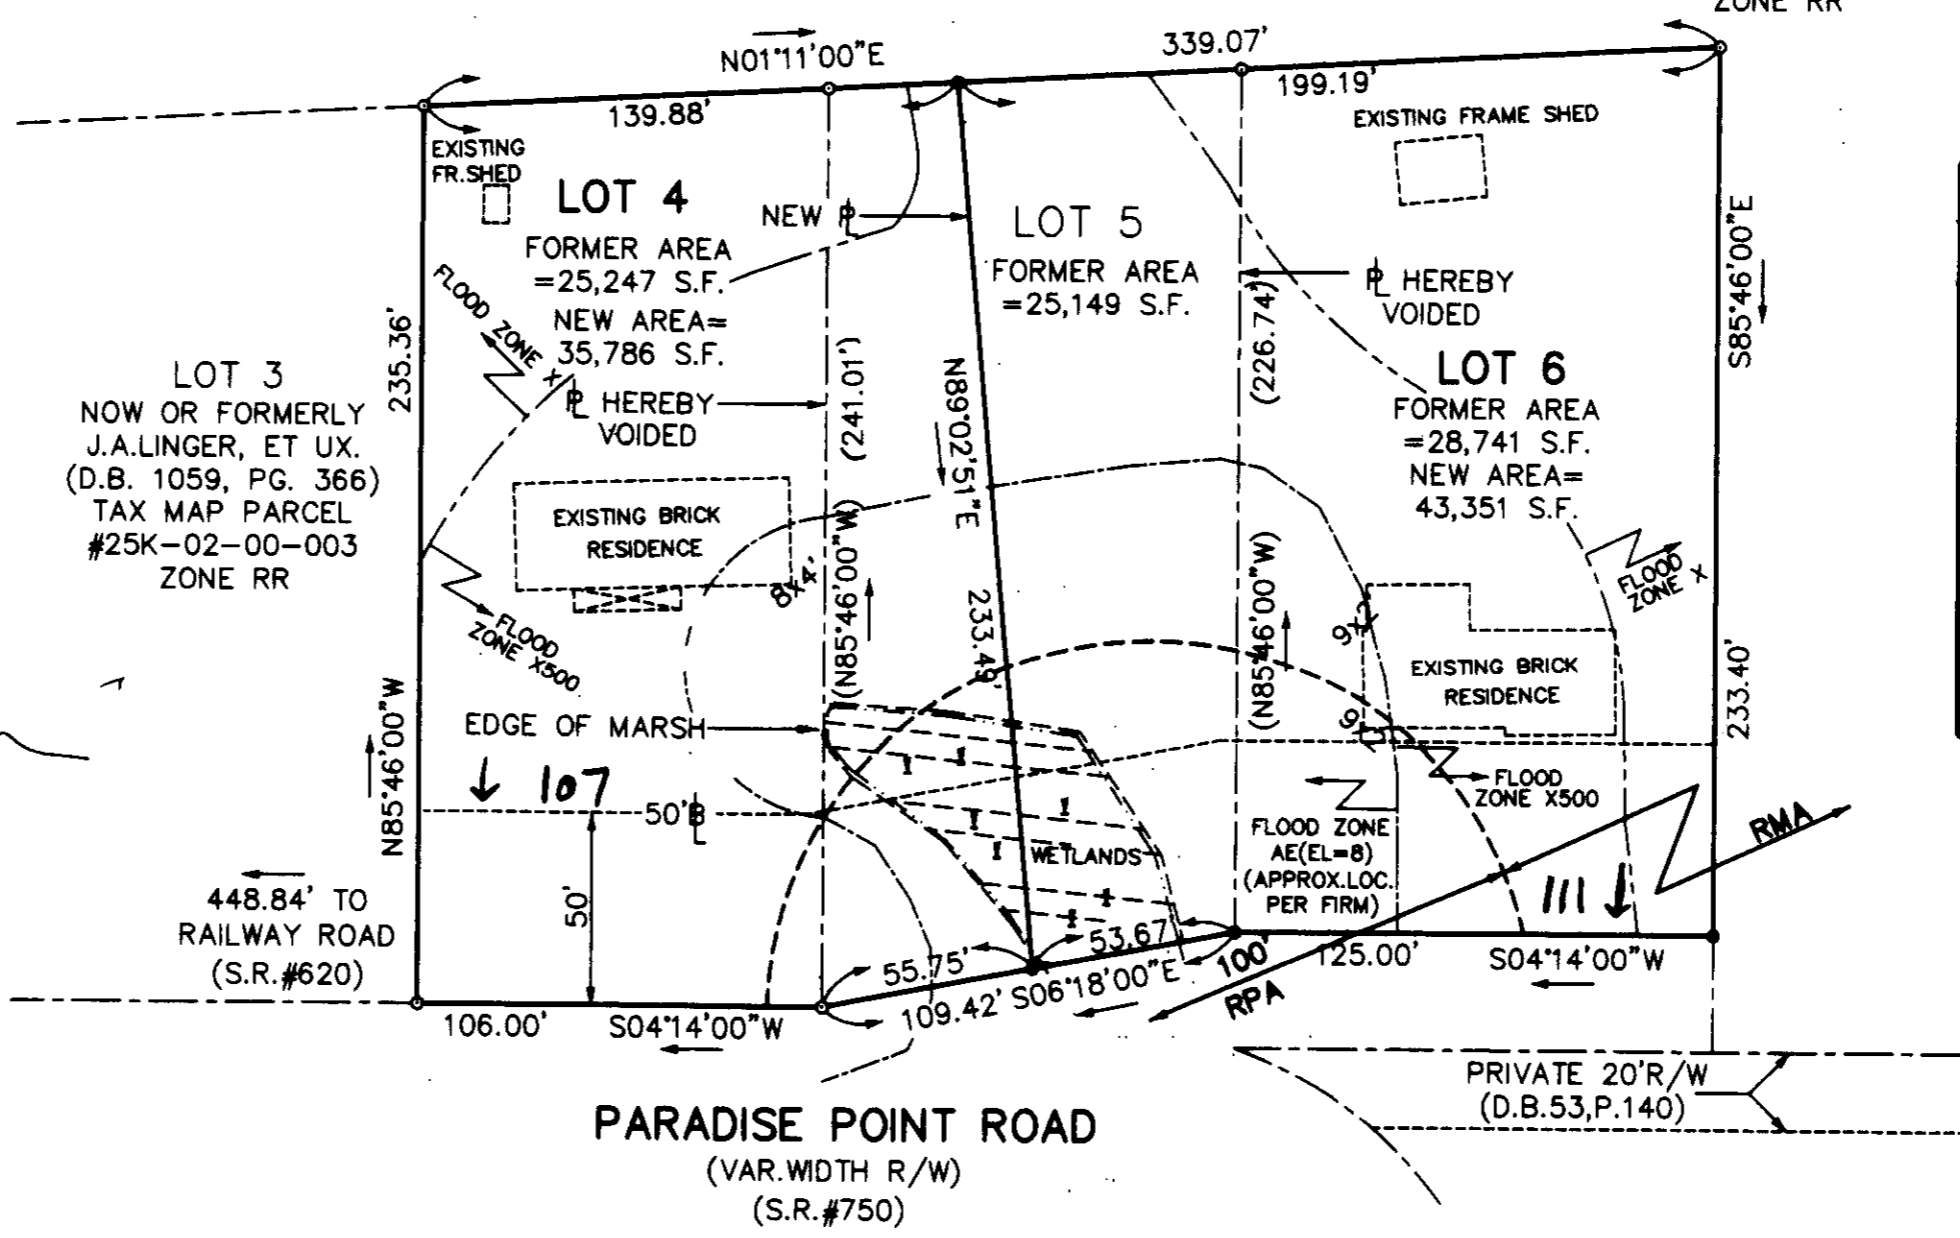 ZONE RR
N01°11'00"E
339.07'
139.88'
199.19'
EXISTING
FR.SHED
LOT 4
FORMER AREA
=25,247 S.F.
NEW AREA=
35,786 S.F.
NEW ℄
LOT 5
FORMER AREA
=25,149 S.F.
EXISTING FRAME SHED
℄ HEREBY
VOIDED
LOT 6
FORMER AREA
=28,741 S.F.
NEW AREA=
43,351 S.F.
S85°46'00"E
233.40'
FLOOD ZONE X
℄ HEREBY
VOIDED
235.36'
N85°46'00"W
(241.01')
(N85°46'00"W)
N89°02'51"E
233.49'
(226.74')
(N85°46'00"W)
LOT 3
NOW OR FORMERLY
J.A.LINGER, ET UX.
(D.B. 1059, PG. 366)
TAX MAP PARCEL
#25K-02-00-003
ZONE RR
EXISTING BRICK
RESIDENCE
8x4'
FLOOD
ZONE X500
FLOOD
ZONE X
9x2'
EXISTING BRICK
RESIDENCE
9'
EDGE OF MARSH
107
50'℄
50'
WETLANDS
FLOOD ZONE
AE(EL=8)
(APPROX.LOC.
PER FIRM)
FLOOD
ZONE X500
RMA
111
448.84' TO
RAILWAY ROAD
(S.R.#620)
55.75'
53.67
109.42' S06°18'00"E
100'
RPA
125.00'
S04°14'00"W
106.00'
S04°14'00"W
PRIVATE 20'R/W
(D.B.53,P.140)
PARADISE POINT ROAD
(VAR.WIDTH R/W)
(S.R.#750)